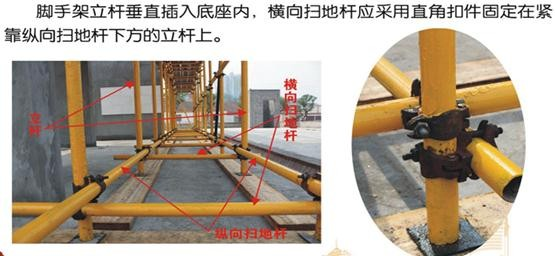 脚手架立杆垂直插入底座内，横向扫地杆应采用直角扣件固定在紧
靠纵向扫地杆下方的立杆上。
横向扫地杆
立杆
纵向扫地杆